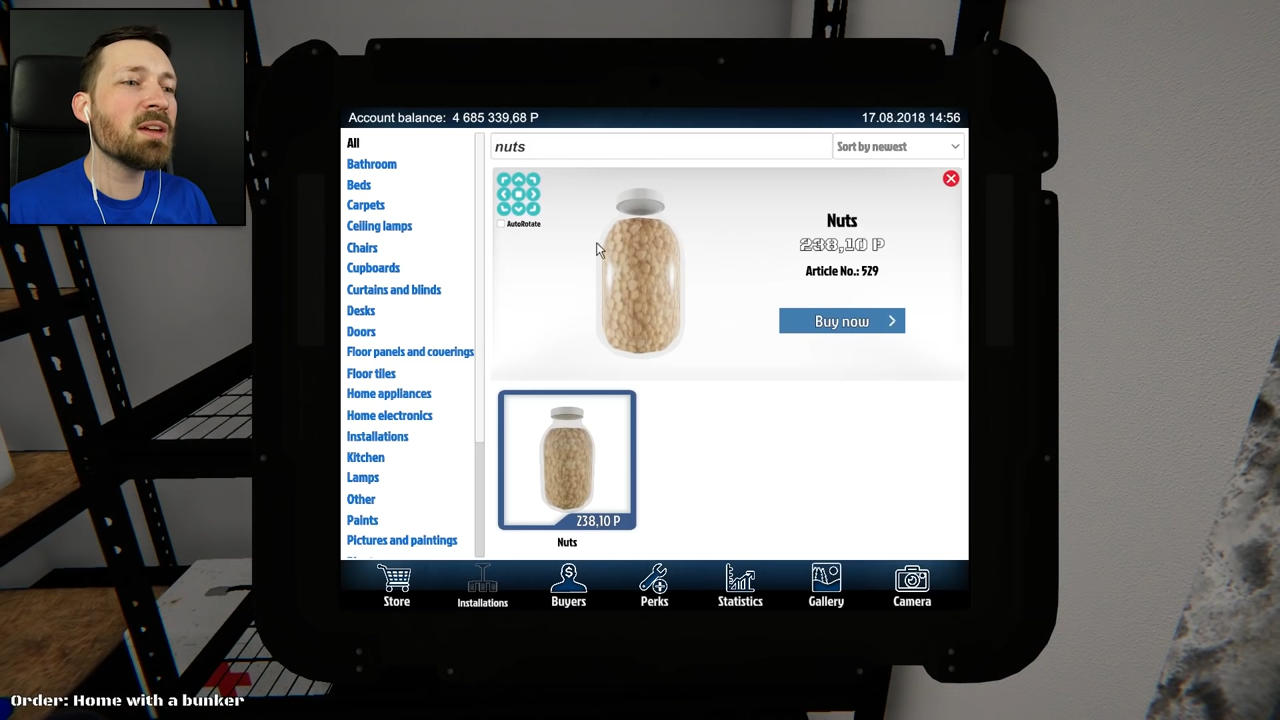 Account balance: 4 685 339,68 P
17.08.2018 14:56
All
Bathroom
Beds
Carpets
Ceiling lamps
Chairs
Cupboards
Curtains and blinds
Desks
Doors
Floor panels and coverings
Floor tiles
Home appliances
Home electronics
Installations
Kitchen
Lamps
Other
Paints
Pictures and paintings
nuts
Sort by newest
AutoRotate
Nuts
238,10 P
Article No.: 529
Buy now
238,10 P
Nuts
Store
Installations
Buyers
Perks
Statistics
Gallery
Camera
Order: Home with a bunker